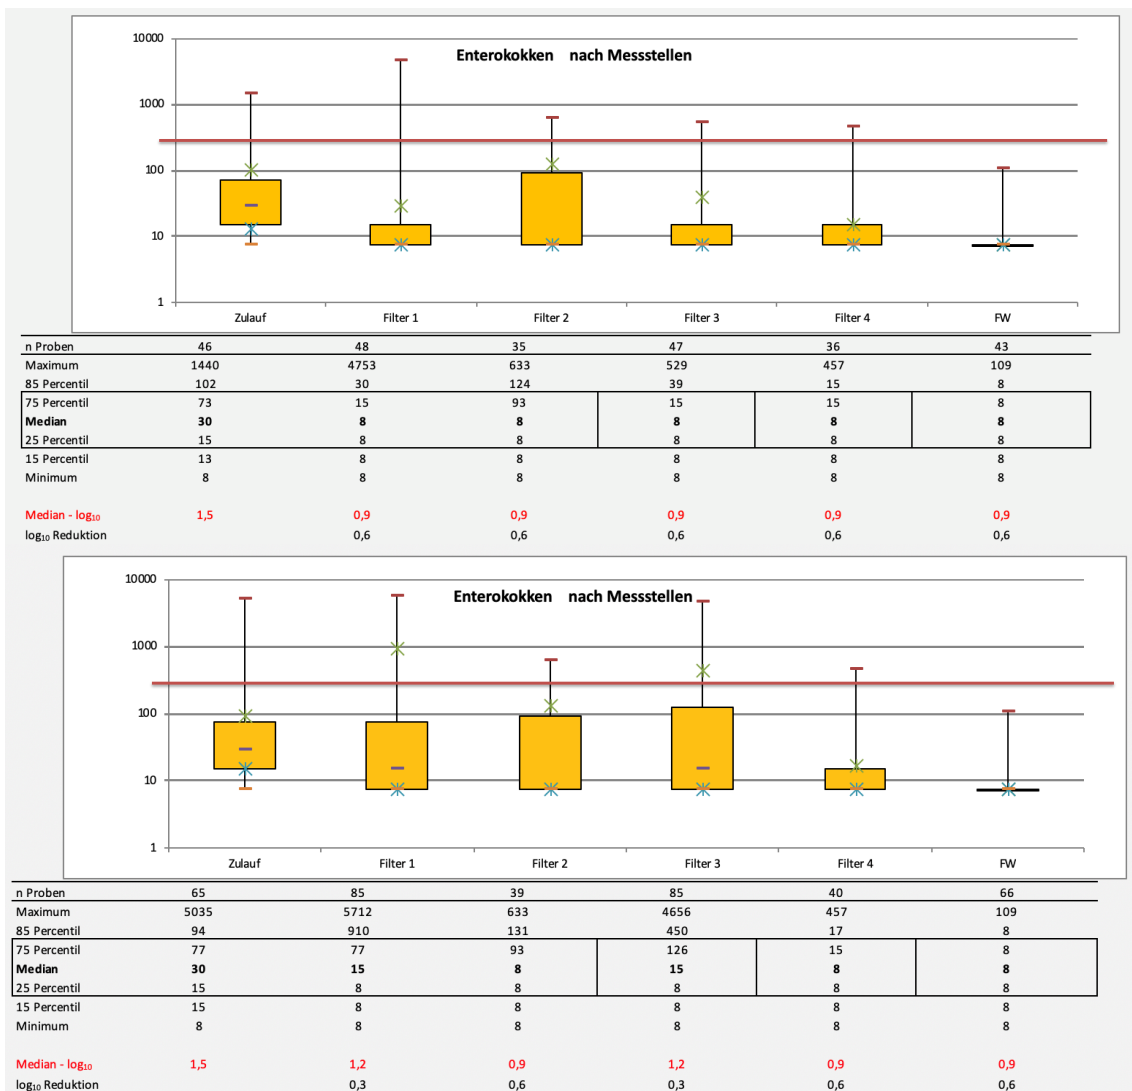 Enterokokken nach Messstellen
10000
1000
100
10
1
Zulauf Filter 1 Filter 2 Filter 3 Filter 4 FW
n Proben 46 48 35 47 36 43
Maximum 1440 4753 633 529 457 109
85 Percentil 102 30 124 39 15 8
75 Percentil 73 15 93 15 15 8
Median 30 8 8 8 8 8
25 Percentil 15 8 8 8 8 8
15 Percentil 13 8 8 8 8 8
Minimum 8 8 8 8 8 8
Median - log₁₀ 1,5 0,9 0,9 0,9 0,9 0,9
log₁₀ Reduktion 0,6 0,6 0,6 0,6 0,6
Enterokokken nach Messstellen
10000
1000
100
10
1
Zulauf Filter 1 Filter 2 Filter 3 Filter 4 FW
n Proben 65 85 39 85 40 66
Maximum 5035 5712 633 4656 457 109
85 Percentil 94 910 131 450 17 8
75 Percentil 77 77 93 126 15 8
Median 30 15 8 15 8 8
25 Percentil 15 8 8 8 8 8
15 Percentil 15 8 8 8 8 8
Minimum 8 8 8 8 8 8
Median - log₁₀ 1,5 1,2 0,9 1,2 0,9 0,9
log₁₀ Reduktion 0,3 0,6 0,3 0,6 0,6